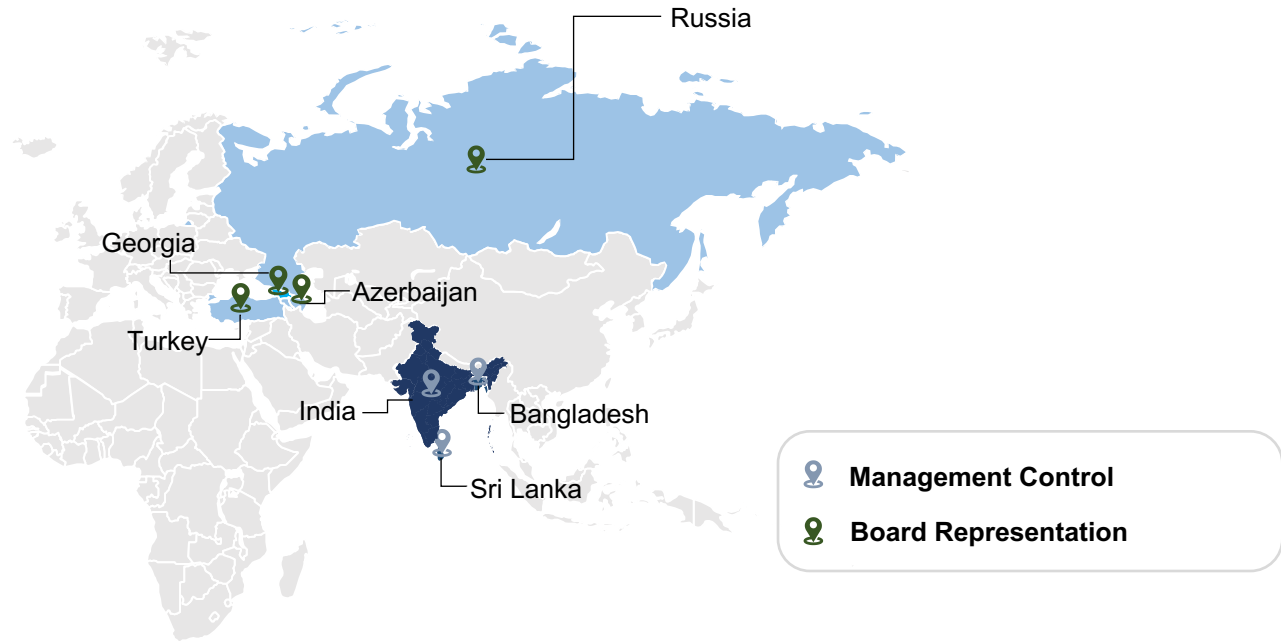 Russia
Georgia
Azerbaijan
Turkey
India
Bangladesh
Sri Lanka
Management Control
Board Representation